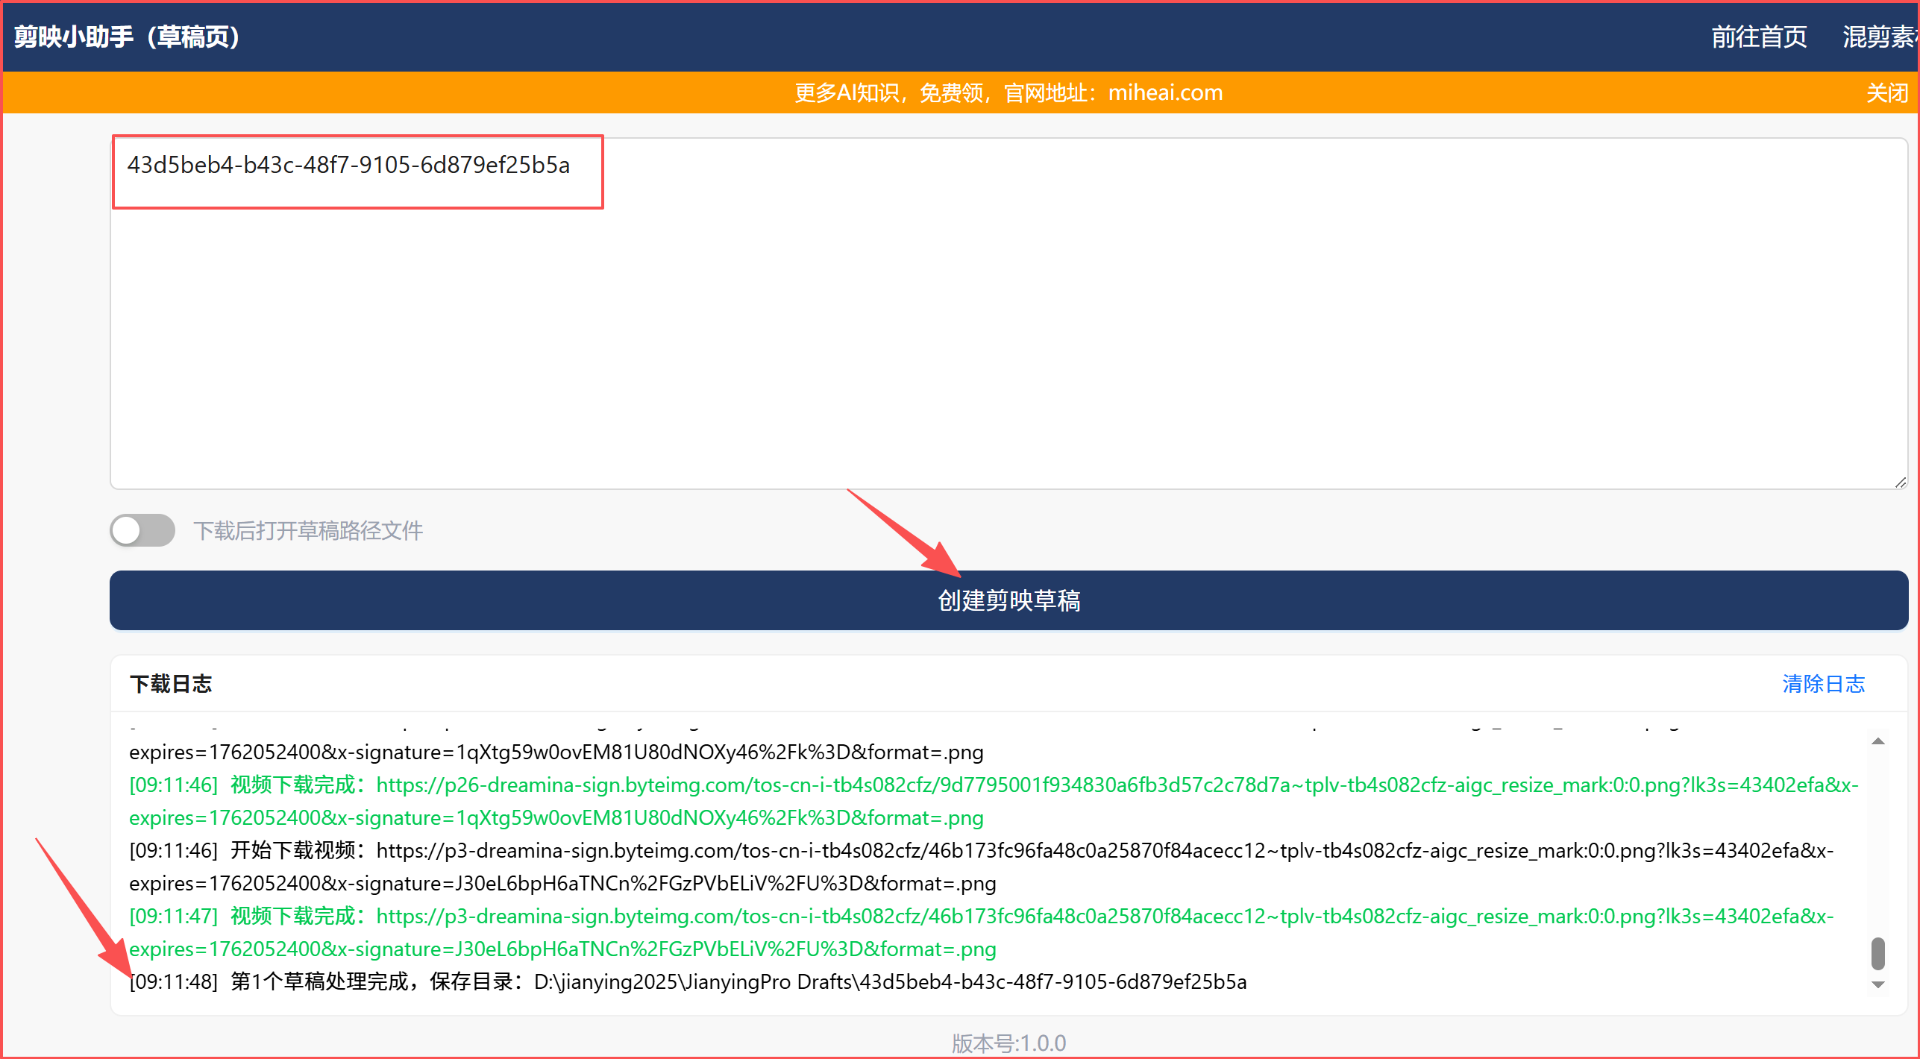 剪映小助手（草稿页）
前往首页
混剪素
更多AI知识，免费领，官网地址：miheai.com
关闭
43d5beb4-b43c-48f7-9105-6d879ef25b5a
下载后打开草稿路径文件
创建剪映草稿
下载日志
清除日志
expires=1762052400&x-signature=1qXtg59w0ovEM81U80dNOXy46%2Fk%3D&format=.png
[09:11:46] 视频下载完成：https://p26-dreamina-sign.byteimg.com/tos-cn-i-tb4s082cfz/9d7795001f934830a6fb3d57c2c78d7a~tplv-tb4s082cfz-aigc_resize_mark:0:0.png?lk3s=43402efa&x-
expires=1762052400&x-signature=1qXtg59w0ovEM81U80dNOXy46%2Fk%3D&format=.png
[09:11:46] 开始下载视频：https://p3-dreamina-sign.byteimg.com/tos-cn-i-tb4s082cfz/46b173fc96fa48c0a25870f84acecc12~tplv-tb4s082cfz-aigc_resize_mark:0:0.png?lk3s=43402efa&x-
expires=1762052400&x-signature=J30eL6bpH6aTNCn%2FGzPVbELiV%2FU%3D&format=.png
[09:11:47] 视频下载完成：https://p3-dreamina-sign.byteimg.com/tos-cn-i-tb4s082cfz/46b173fc96fa48c0a25870f84acecc12~tplv-tb4s082cfz-aigc_resize_mark:0:0.png?lk3s=43402efa&x-
expires=1762052400&x-signature=J30eL6bpH6aTNCn%2FGzPVbELiV%2FU%3D&format=.png
[09:11:48] 第1个草稿处理完成，保存目录：D:\jianying2025\JianyingPro Drafts\43d5beb4-b43c-48f7-9105-6d879ef25b5a
版本号:1.0.0